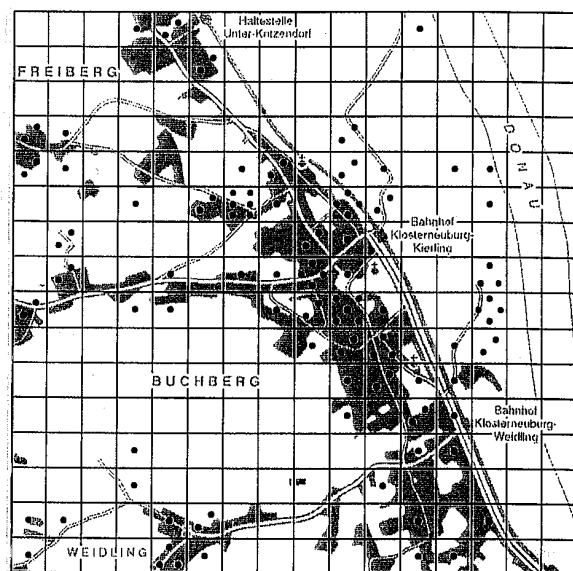 Haltestelle
Unter-Kritzendorf
FREIBERG
DONAU
Bahnhof
Klosterneuburg-
Kierling
BUCHBERG
Bahnhof
Klosterneuburg-
Weidling
WEIDLING